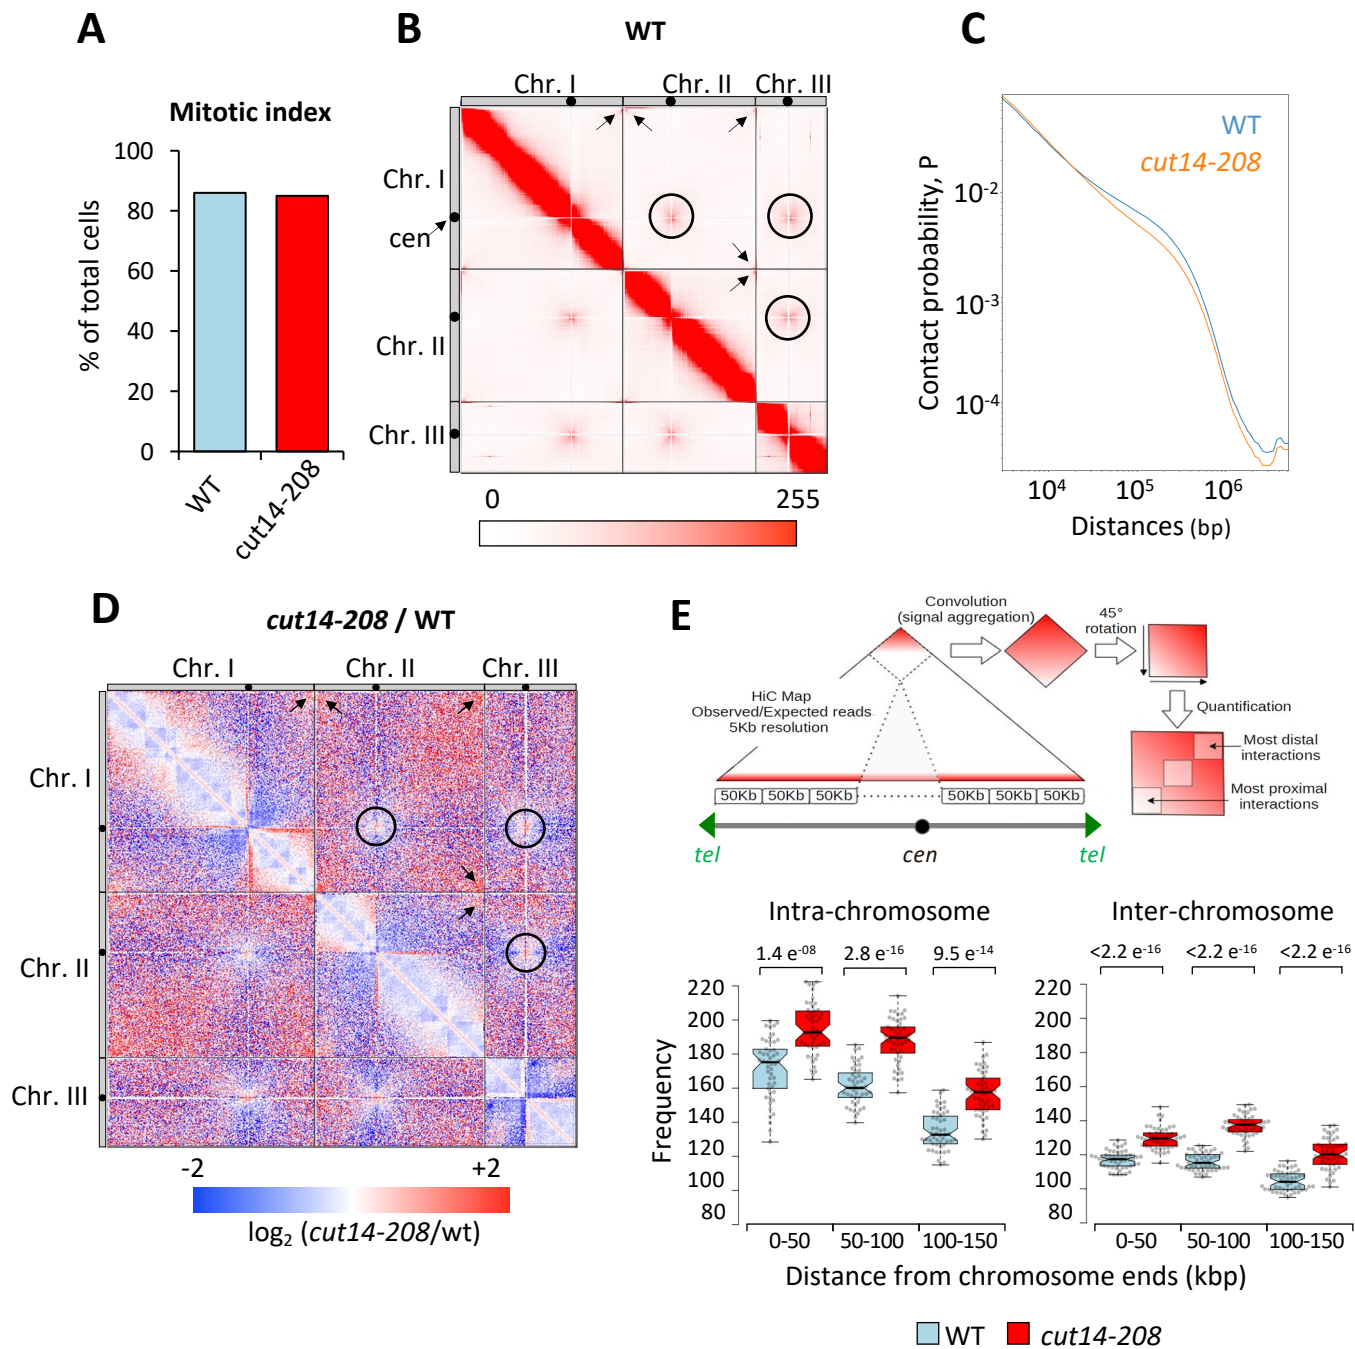 A
Mitotic index
% of total cells
100
80
60
40
20
0
WT
cut14-208
B
WT
Chr. I
Chr. II
Chr. III
Chr. I
cen
Chr. II
Chr. III
0
255
C
WT
cut14-208
Contact probability, P
10⁻²
10⁻³
10⁻⁴
10⁴
10⁵
10⁶
Distances (bp)
D
cut14-208 / WT
Chr. I
Chr. II
Chr. III
Chr. I
Chr. II
Chr. III
-2
+2
log₂ (cut14-208/wt)
E
Convolution
(signal aggregation)
45°
rotation
HiC Map
Observed/Expected reads
5Kb resolution
Quantification
Most distal
interactions
Most proximal
interactions
50Kb 50Kb 50Kb 50Kb 50Kb 50Kb
tel
cen
tel
Intra-chromosome
1.4 e⁻⁰⁸
2.8 e⁻¹⁶
9.5 e⁻¹⁴
Frequency
220
200
180
160
140
120
100
80
0-50
50-100
100-150
Inter-chromosome
<2.2 e⁻¹⁶
<2.2 e⁻¹⁶
<2.2 e⁻¹⁶
220
200
180
160
140
120
100
80
0-50
50-100
100-150
Distance from chromosome ends (kbp)
WT
cut14-208